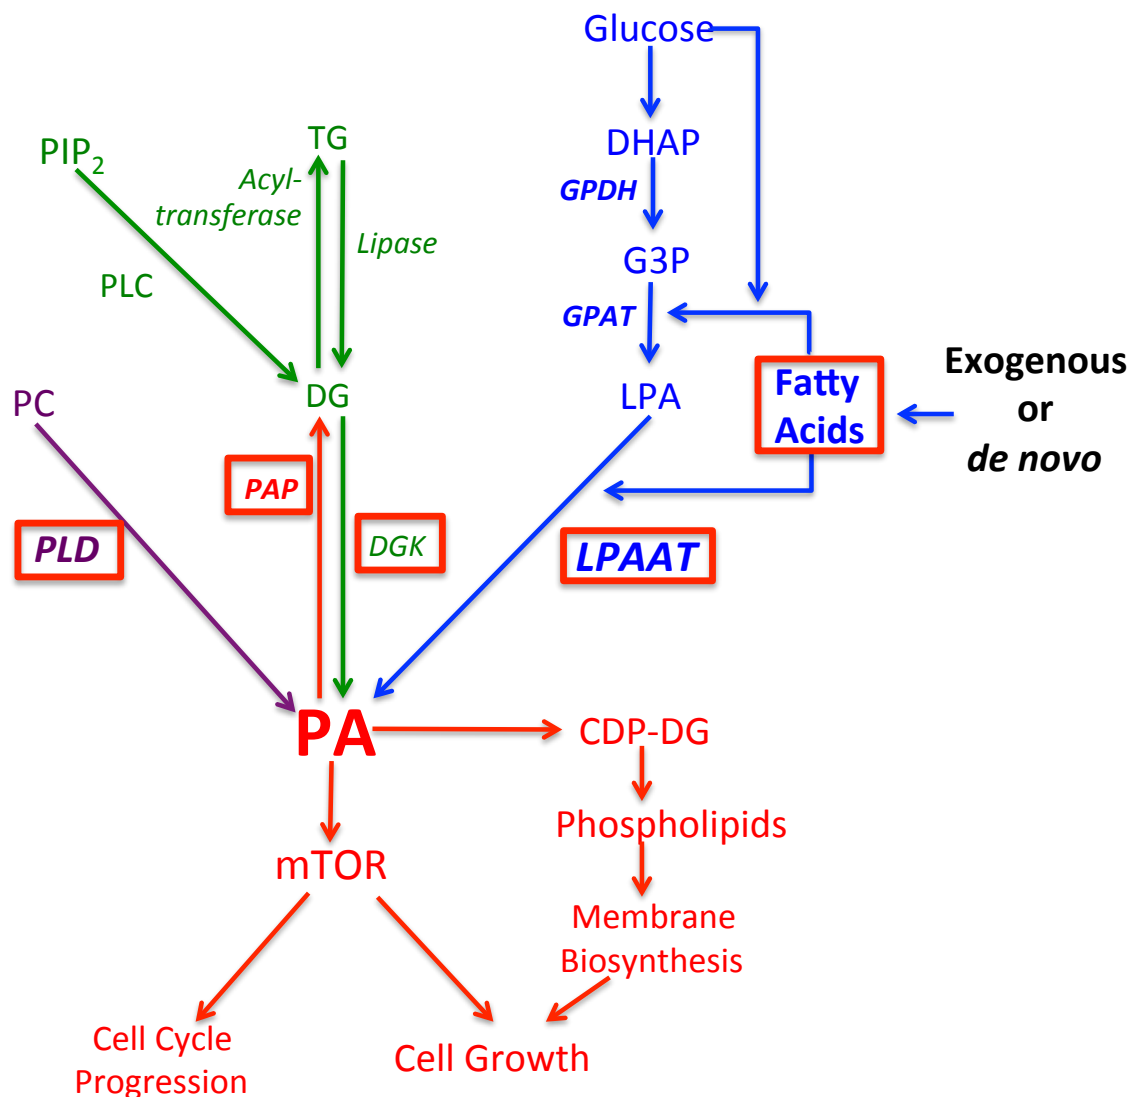 Glucose
TG
DHAP
PIP₂
Acyl-
transferase
GPDH
Lipase
G3P
PLC
GPAT
Exogenous
or
de novo
Fatty
Acids
PC
DG
LPA
PAP
PLD
DGK
LPAAT
PA
CDP-DG
Phospholipids
mTOR
Membrane
Biosynthesis
Cell Cycle
Progression
Cell Growth